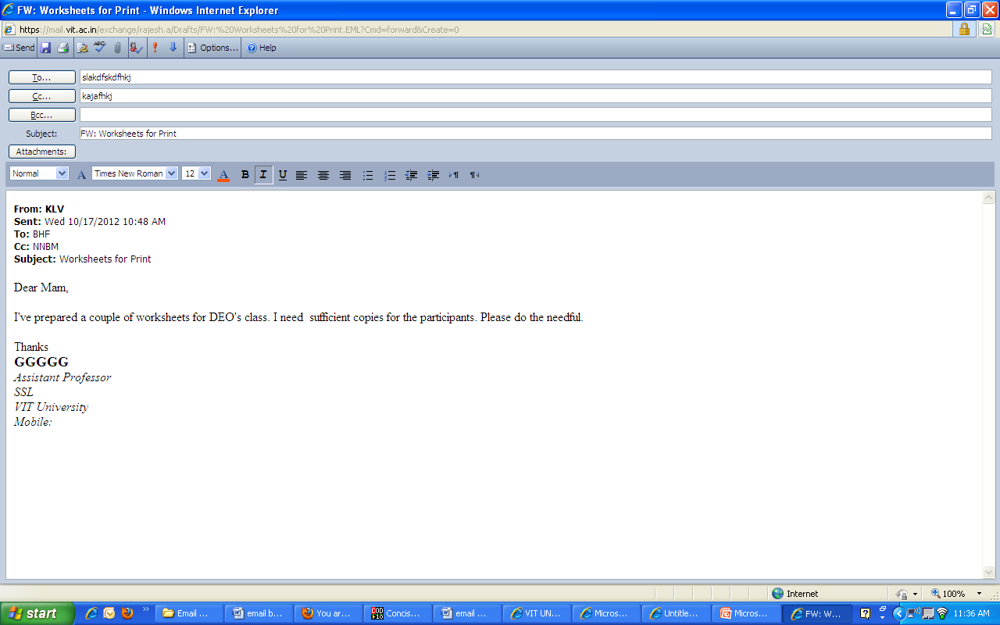 FW: Worksheets for Print - Windows Internet Explorer
https://mail.vit.ac.in/exchange/rajesh.a/Drafts/FW:%20Worksheets%20for%20Print.EML?Cmd=forward&Create=0
Send ABC Options... Help
To... slakdfskdfhkj
Cc... kajafhkj
Bcc...
Subject: FW: Worksheets for Print
Attachments:
Normal A Times New Roman 12 A B I U
From: KLV
Sent: Wed 10/17/2012 10:48 AM
To: BHF
Cc: NNBM
Subject: Worksheets for Print
Dear Mam,
I've prepared a couple of worksheets for DEO's class. I need  sufficient copies for the participants. Please do the needful.
Thanks
GGGGG
Assistant Professor
SSL
VIT University
Mobile:
Internet 100%
start Email ... email b... You ar... Concis... email ... VIT UN... Micros... Untitle... Micros... FW: W... 11:36 AM